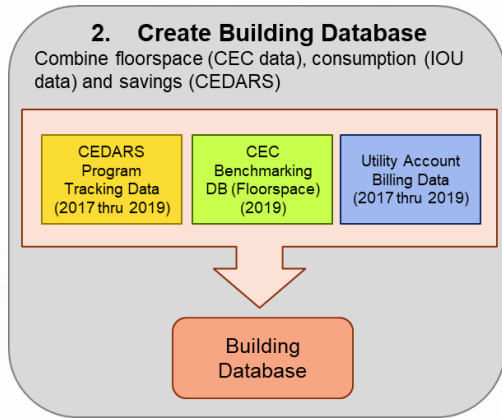 2. Create Building Database
Combine floorspace (CEC data), consumption (IOU
data) and savings (CEDARS)
CEDARS
Program
Tracking Data
(2017 thru 2019)
CEC
Benchmarking
DB (Floorspace)
(2019)
Utility Account
Billing Data
(2017 thru 2019)
Building
Database